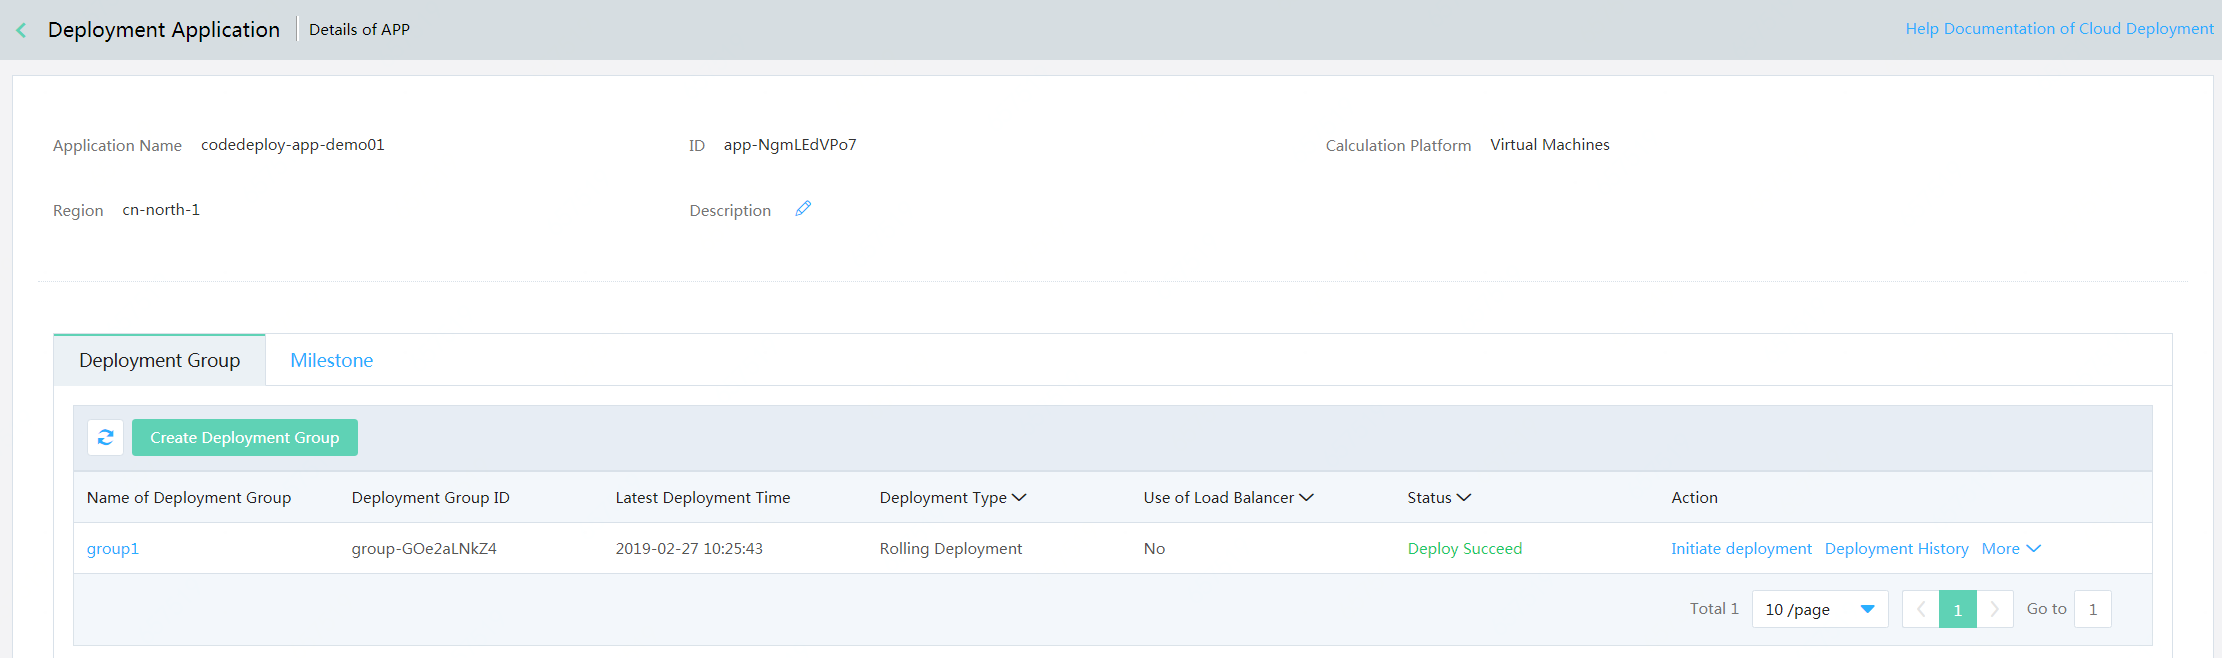 Deployment Application Details of APP Help Documentation of Cloud Deployment
Application Name codedeploy-app-demo01 ID app-NgmLEdVPo7 Calculation Platform Virtual Machines
Region cn-north-1 Description
Deployment Group Milestone
Create Deployment Group
Name of Deployment Group Deployment Group ID Latest Deployment Time Deployment Type Use of Load Balancer Status Action
group1 group-GOe2aLNkZ4 2019-02-27 10:25:43 Rolling Deployment No Deploy Succeed Initiate deployment Deployment History More
Total 1 10 /page 1 Go to 1